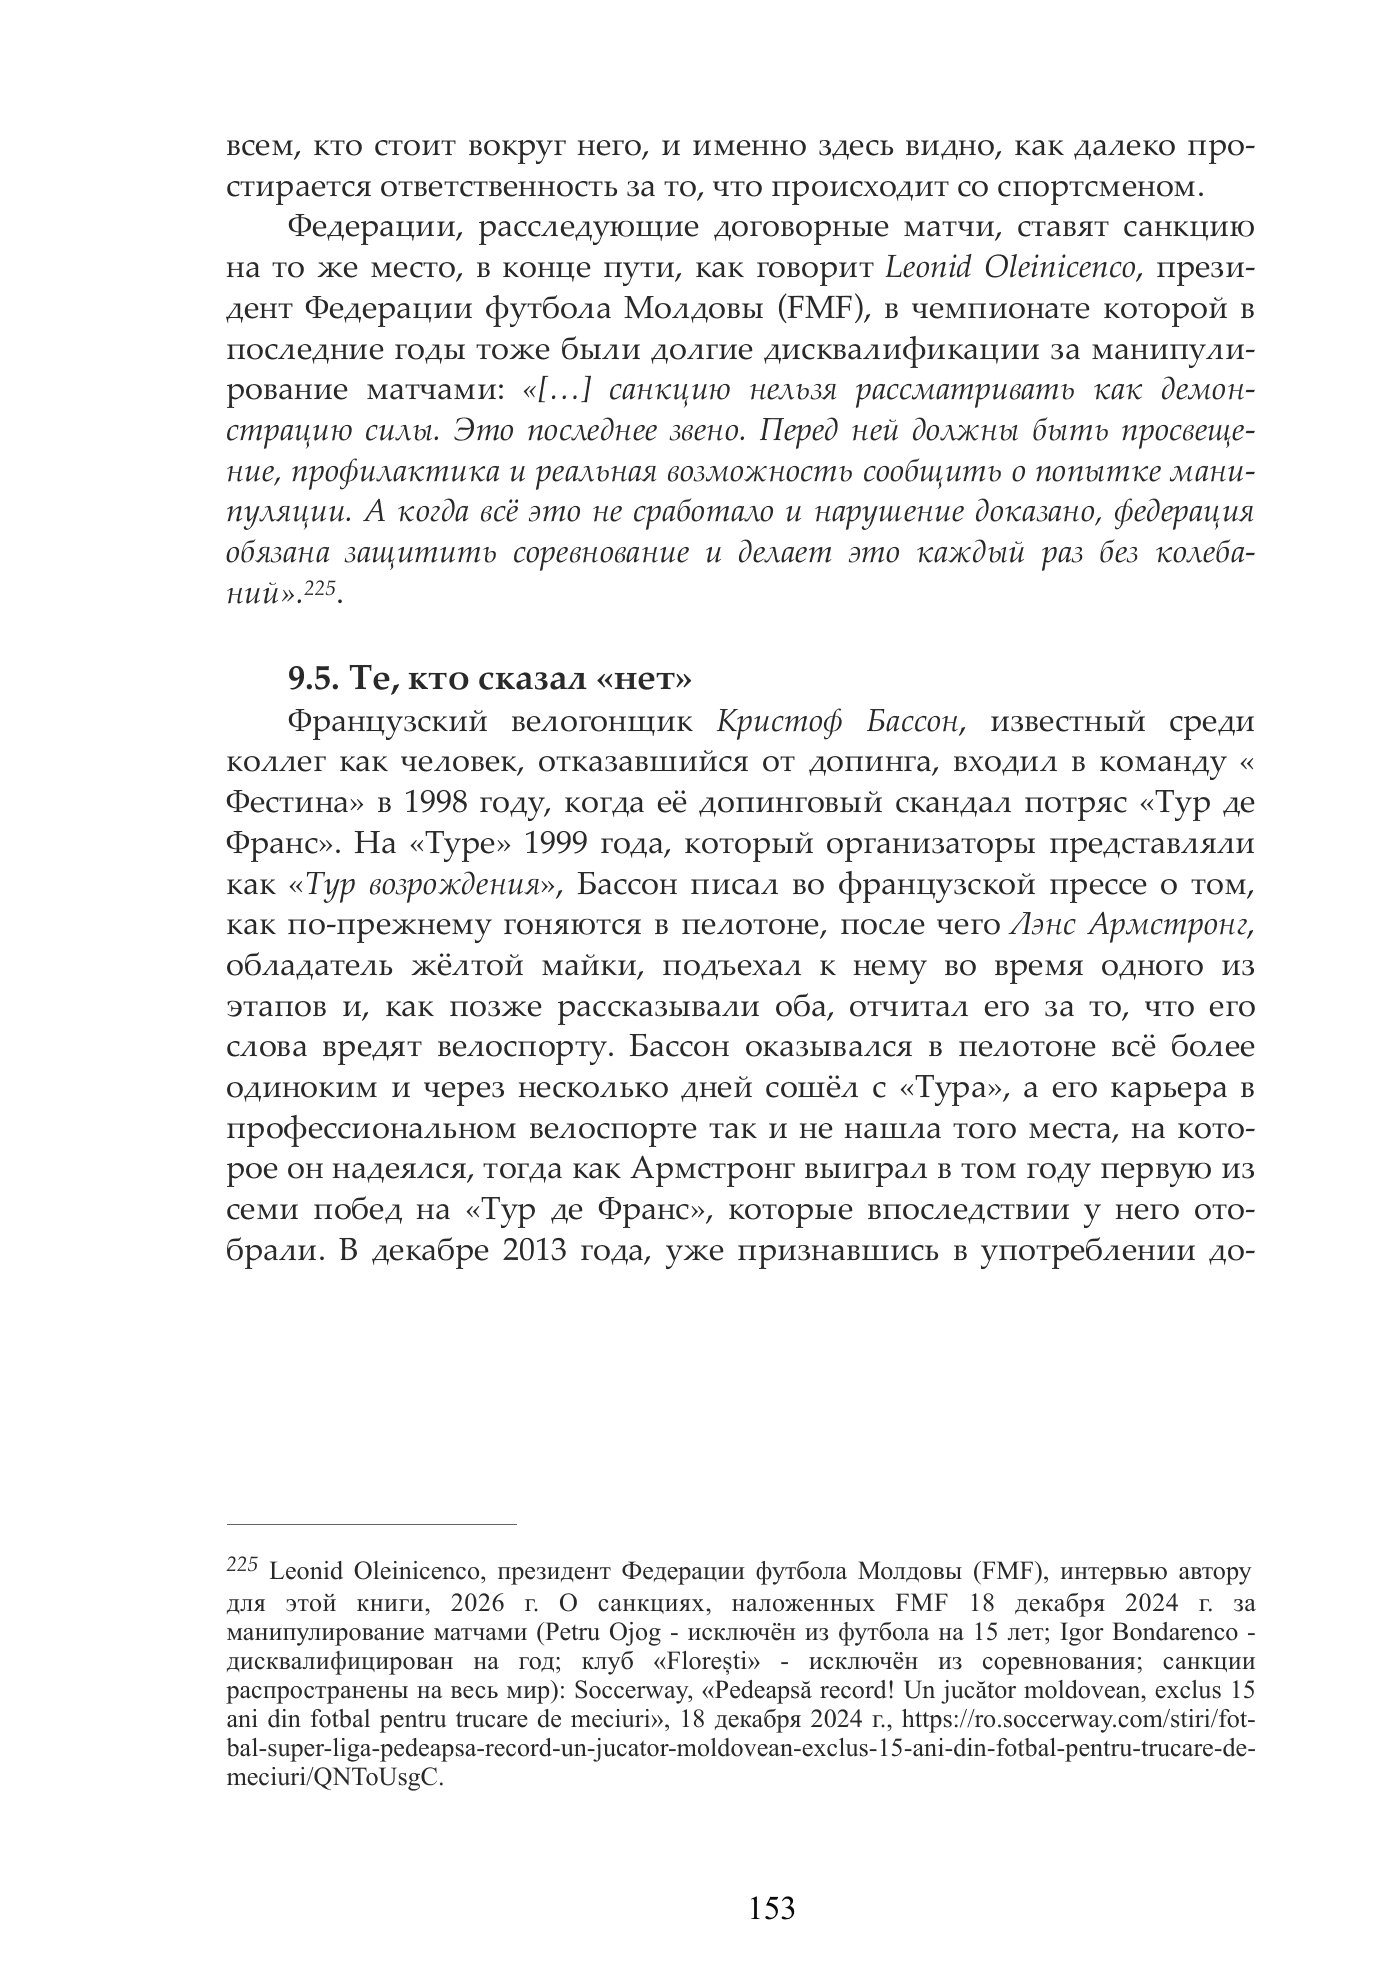 всем, кто стоит вокруг него, и именно здесь видно, как далеко про-
стирается ответственность за то, что происходит со спортсменом.
Федерации, расследующие договорные матчи, ставят санкцию
на то же место, в конце пути, как говорит Leonid Oleinicenco, прези-
дент Федерации футбола Молдовы (FMF), в чемпионате которой в
последние годы тоже были долгие дисквалификации за манипули-
рование матчами: «[…] санкцию нельзя рассматривать как демон-
страцию силы. Это последнее звено. Перед ней должны быть просвеще-
ние, профилактика и реальная возможность сообщить о попытке мани-
пуляции. А когда всё это не сработало и нарушение доказано, федерация
обязана защитить соревнование и делает это каждый раз без колеба-
ний».225.
9.5. Те, кто сказал «нет»
Французский велогонщик Кристоф Бассон, известный среди
коллег как человек, отказавшийся от допинга, входил в команду «
Фестина» в 1998 году, когда её допинговый скандал потряс «Тур де
Франс». На «Туре» 1999 года, который организаторы представляли
как «Тур возрождения», Бассон писал во французской прессе о том,
как по-прежнему гоняются в пелотоне, после чего Лэнс Армстронг,
обладатель жёлтой майки, подъехал к нему во время одного из
этапов и, как позже рассказывали оба, отчитал его за то, что его
слова вредят велоспорту. Бассон оказывался в пелотоне всё более
одиноким и через несколько дней сошёл с «Тура», а его карьера в
профессиональном велоспорте так и не нашла того места, на кото-
рое он надеялся, тогда как Армстронг выиграл в том году первую из
семи побед на «Тур де Франс», которые впоследствии у него ото-
брали. В декабре 2013 года, уже признавшись в употреблении до-
225 Leonid Oleinicenco, президент Федерации футбола Молдовы (FMF), интервью автору
для этой книги, 2026 г. О санкциях, наложенных FMF 18 декабря 2024 г. за
манипулирование матчами (Petru Ojog - исключён из футбола на 15 лет; Igor Bondarenco -
дисквалифицирован на год; клуб «Florești» - исключён из соревнования; санкции
распространены на весь мир): Soccerway, «Pedeapsă record! Un jucător moldovean, exclus 15
ani din fotbal pentru trucare de meciuri», 18 декабря 2024 г., https://ro.soccerway.com/stiri/fot-
bal-super-liga-pedeapsa-record-un-jucator-moldovean-exclus-15-ani-din-fotbal-pentru-trucare-de-
meciuri/QNToUsgC.
153